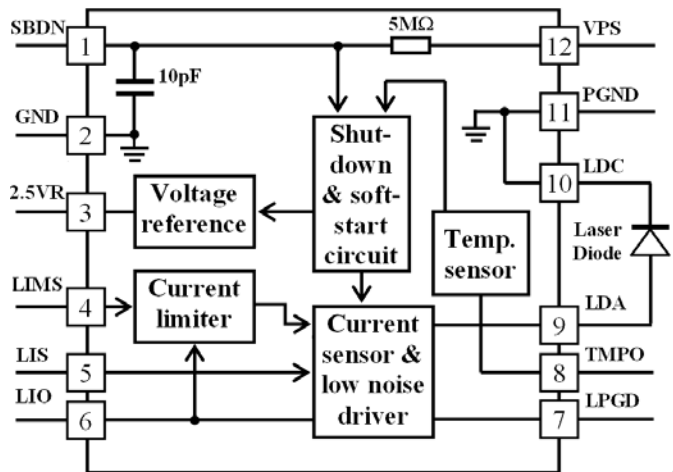 SBDN
1
5MΩ
12
VPS
10pF
GND
2
PGND
11
Shut-
down
& soft-
start
circuit
LDC
10
2.5VR
3
Voltage
reference
Temp.
sensor
Laser
Diode
LIMS
4
Current
limiter
LDA
9
Current
sensor &
low noise
driver
LIS
5
TMPO
8
LIO
6
LPGD
7